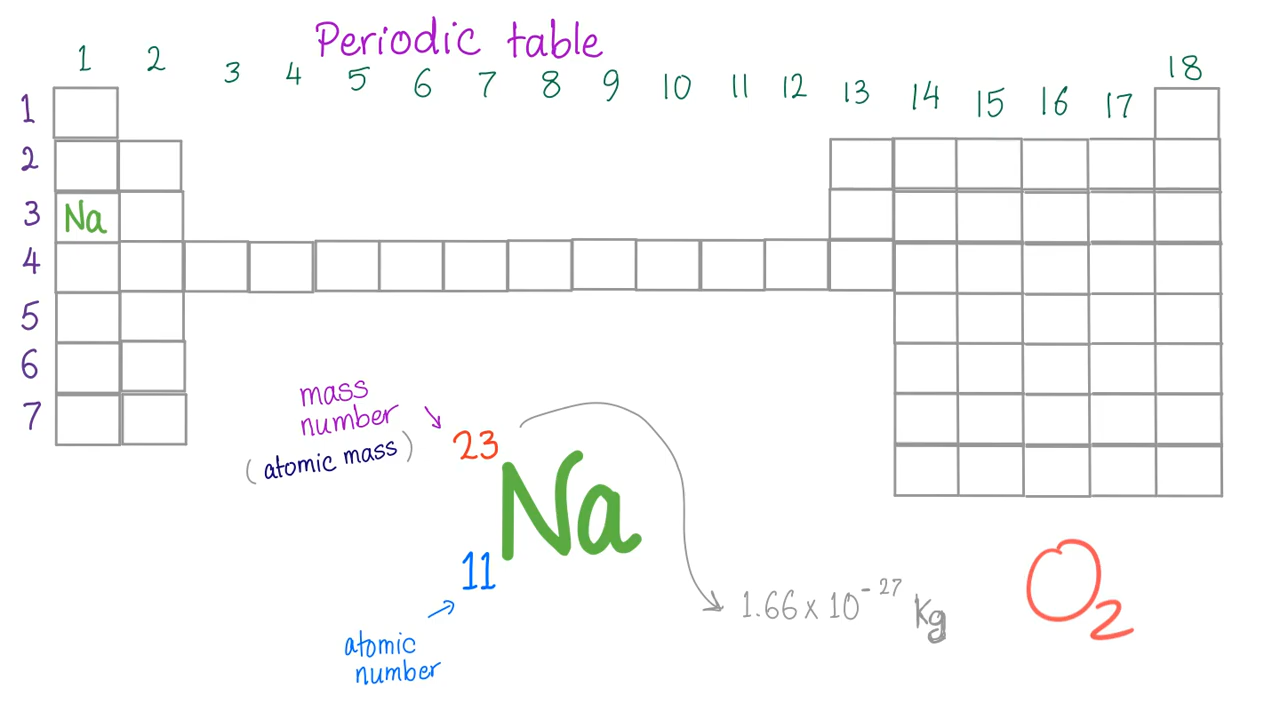 Periodic table
1 2 3 4 5 6 7 8 9 10 11 12 13 14 15 16 17 18
1
2
3 Na
4
5
6
7
mass
number
(atomic mass)
23
Na
11
atomic
number
1.66 x 10⁻²⁷ Kg
O₂